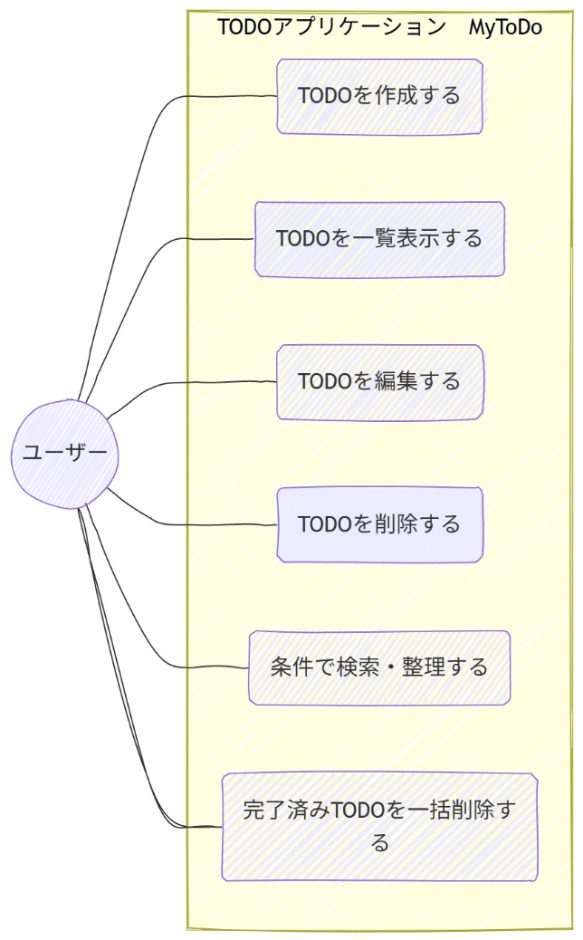 TODOアプリケーション　MyToDo
TODOを作成する
TODOを一覧表示する
TODOを編集する
ユーザー
TODOを削除する
条件で検索・整理する
完了済みTODOを一括削除す
る